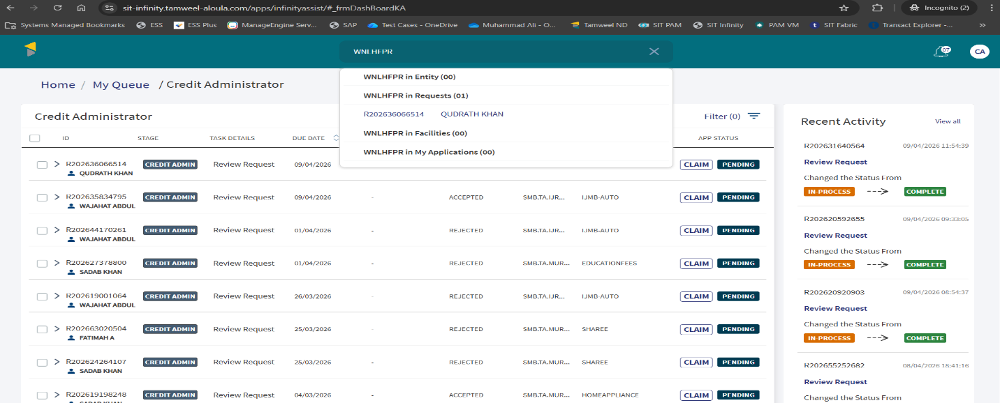 sit-infinity.tamweel-aloula.com/apps/infinityassist/#_frmDashBoardKA
Incognito (2)
Systems Managed Bookmarks ESS ESS Plus ManageEngine Serv... SAP Test Cases - OneDrive Muhammad Ali - O... Tamweel ND SIT PAM SIT Infinity PAM VM SIT Fabric Transact Explorer -... »
WNLHFPR
07
CA
WNLHFPR in Entity (00)
WNLHFPR in Requests (01)
R202636066514 QUDRATH KHAN
WNLHFPR in Facilities (00)
WNLHFPR in My Applications (00)
Home / My Queue / Credit Administrator
Credit Administrator
Filter (0)
ID STAGE TASK DETAILS DUE DATE APP STATUS
R202636066514 CREDIT ADMIN Review Request 09/04/2026 CLAIM PENDING
QUDRATH KHAN
R202635834795 CREDIT ADMIN Review Request 09/04/2026 - ACCEPTED SMB.TA.IJR... IJMB-AUTO CLAIM PENDING
WAJAHAT ABDUL
R202644170261 CREDIT ADMIN Review Request 01/04/2026 - REJECTED SMB.TA.IJR... IJMB-AUTO CLAIM PENDING
WAJAHAT ABDUL
R202627378800 CREDIT ADMIN Review Request 01/04/2026 - REJECTED SMB.TA.MUR... EDUCATIONFEES CLAIM PENDING
SADAB KHAN
R202619001064 CREDIT ADMIN Review Request 26/03/2026 - REJECTED SMB.TA.IJR... IJMB-AUTO CLAIM PENDING
WAJAHAT ABDUL
R202663020504 CREDIT ADMIN Review Request 25/03/2026 - REJECTED SMB.TA.MUR... SHAREE CLAIM PENDING
FATIMAH A
R202624264107 CREDIT ADMIN Review Request 25/03/2026 - REJECTED SMB.TA.MUR... SHAREE CLAIM PENDING
SADAB KHAN
R202619198248 CREDIT ADMIN Review Request 04/03/2026 - ACCEPTED SMB.TA.MUR... HOMEAPPLIANCE CLAIM PENDING
Recent Activity View all
R202631640564 09/04/2026 11:54:39
Review Request
Changed the Status From
IN-PROCESS COMPLETE
R202620592655 09/04/2026 09:33:05
Review Request
Changed the Status From
IN-PROCESS COMPLETE
R202620920903 09/04/2026 08:54:37
Review Request
Changed the Status From
IN-PROCESS COMPLETE
R202655252682 08/04/2026 18:41:16
Review Request
Changed the Status From